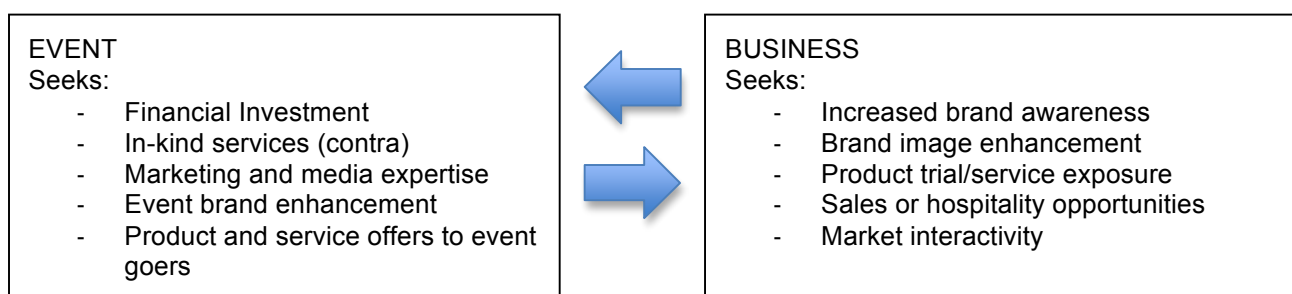 EVENT
Seeks:
- Financial Investment
- In-kind services (contra)
- Marketing and media expertise
- Event brand enhancement
- Product and service offers to event
goers
BUSINESS
Seeks:
- Increased brand awareness
- Brand image enhancement
- Product trial/service exposure
- Sales or hospitality opportunities
- Market interactivity